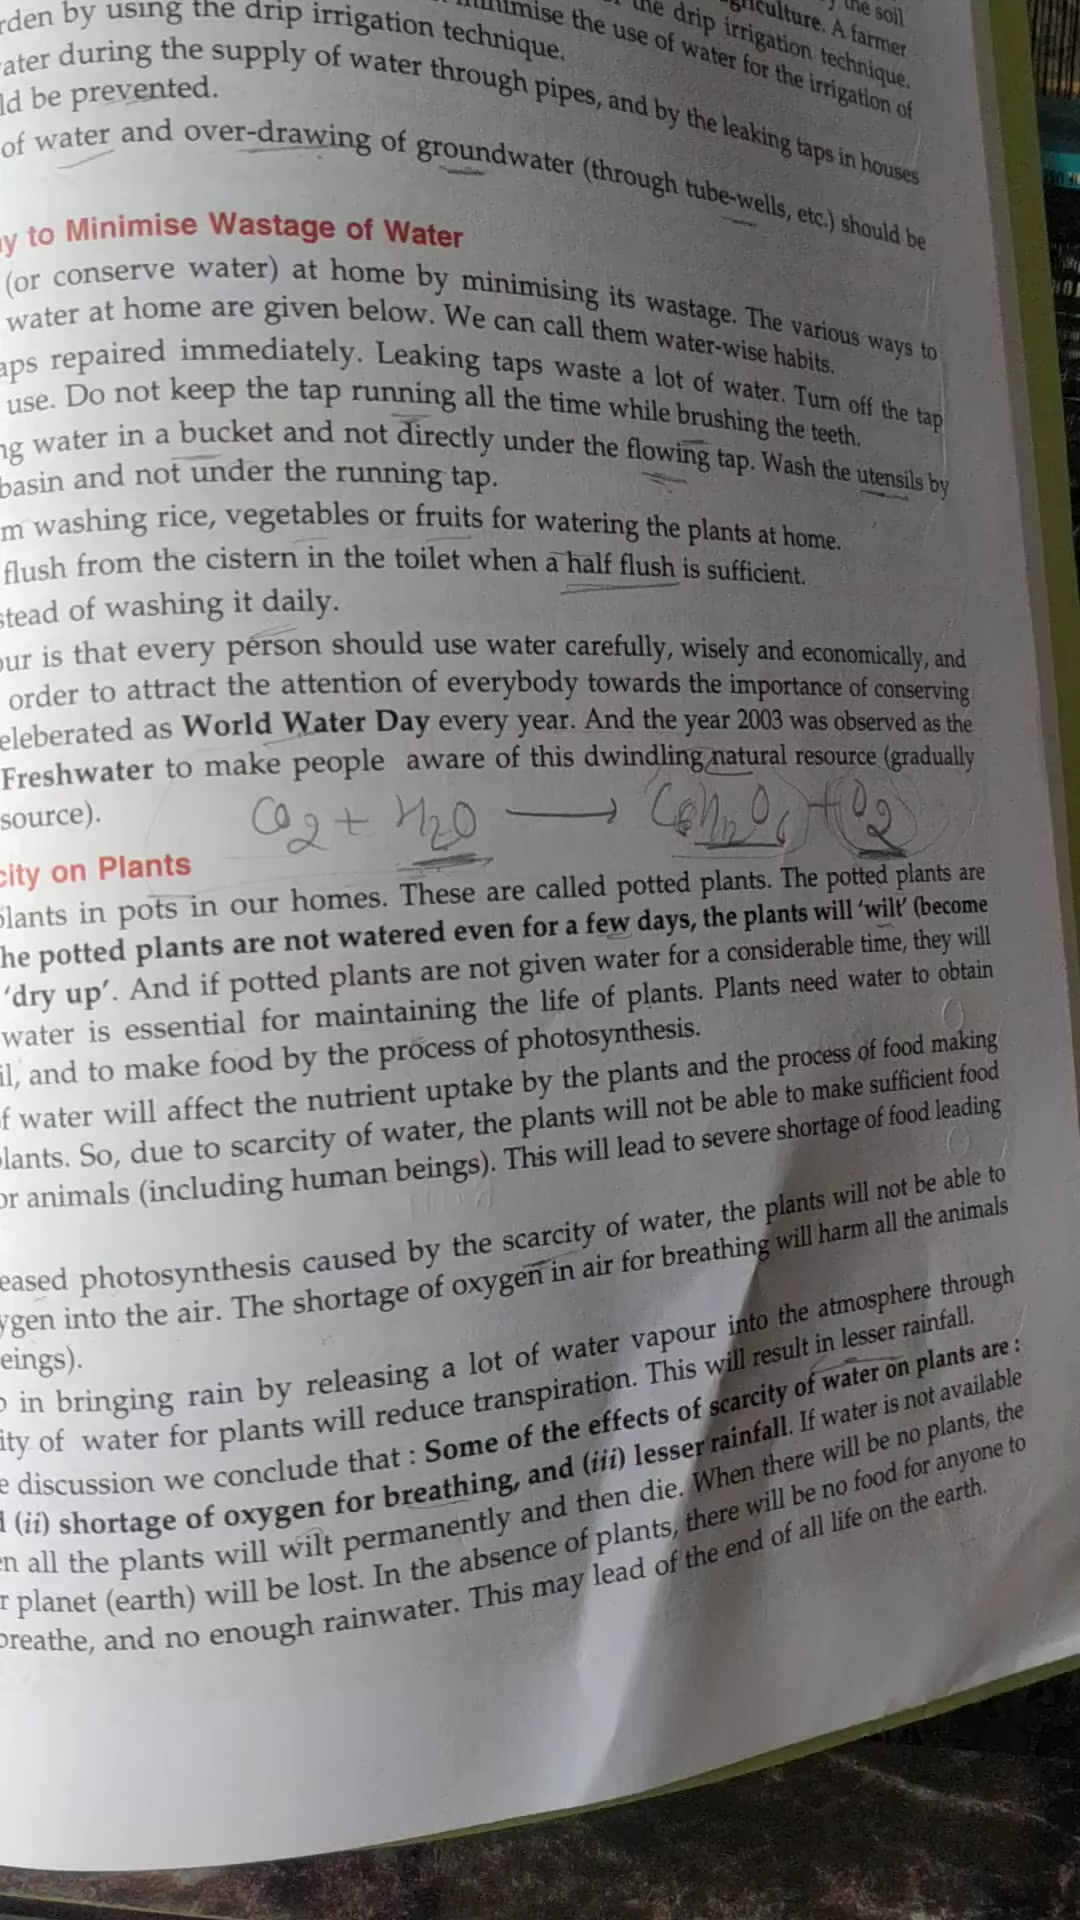 the soil
agriculture. A farmer
the drip irrigation technique.
minimise the use of water for the irrigation of
rden by using the drip irrigation technique.
ater during the supply of water through pipes, and by the leaking taps in houses
ld be prevented.
of water and over-drawing of groundwater (through tube-wells, etc.) should be
y to Minimise Wastage of Water
(or conserve water) at home by minimising its wastage. The various ways to
water at home are given below. We can call them water-wise habits.
aps repaired immediately. Leaking taps waste a lot of water. Turn off the tap
use. Do not keep the tap running all the time while brushing the teeth.
ng water in a bucket and not directly under the flowing tap. Wash the utensils by
basin and not under the running tap.
m washing rice, vegetables or fruits for watering the plants at home.
flush from the cistern in the toilet when a half flush is sufficient.
stead of washing it daily.
our is that every person should use water carefully, wisely and economically, and
order to attract the attention of everybody towards the importance of conserving
eleberated as World Water Day every year. And the year 2003 was observed as the
Freshwater to make people aware of this dwindling natural resource (gradually
source).
CO2 + H2O → C6H12O6 + O2
city on Plants
plants in pots in our homes. These are called potted plants. The potted plants are
he potted plants are not watered even for a few days, the plants will 'wilt' (become
'dry up'. And if potted plants are not given water for a considerable time, they will
water is essential for maintaining the life of plants. Plants need water to obtain
il, and to make food by the process of photosynthesis.
f water will affect the nutrient uptake by the plants and the process of food making
lants. So, due to scarcity of water, the plants will not be able to make sufficient food
or animals (including human beings). This will lead to severe shortage of food leading
eased photosynthesis caused by the scarcity of water, the plants will not be able to
ygen into the air. The shortage of oxygen in air for breathing will harm all the animals
eings).
in bringing rain by releasing a lot of water vapour into the atmosphere through
ity of water for plants will reduce transpiration. This will result in lesser rainfall.
e discussion we conclude that : Some of the effects of scarcity of water on plants are :
(ii) shortage of oxygen for breathing, and (iii) lesser rainfall. If water is not available
en all the plants will wilt permanently and then die. When there will be no plants, the
r planet (earth) will be lost. In the absence of plants, there will be no food for anyone to
breathe, and no enough rainwater. This may lead of the end of all life on the earth.